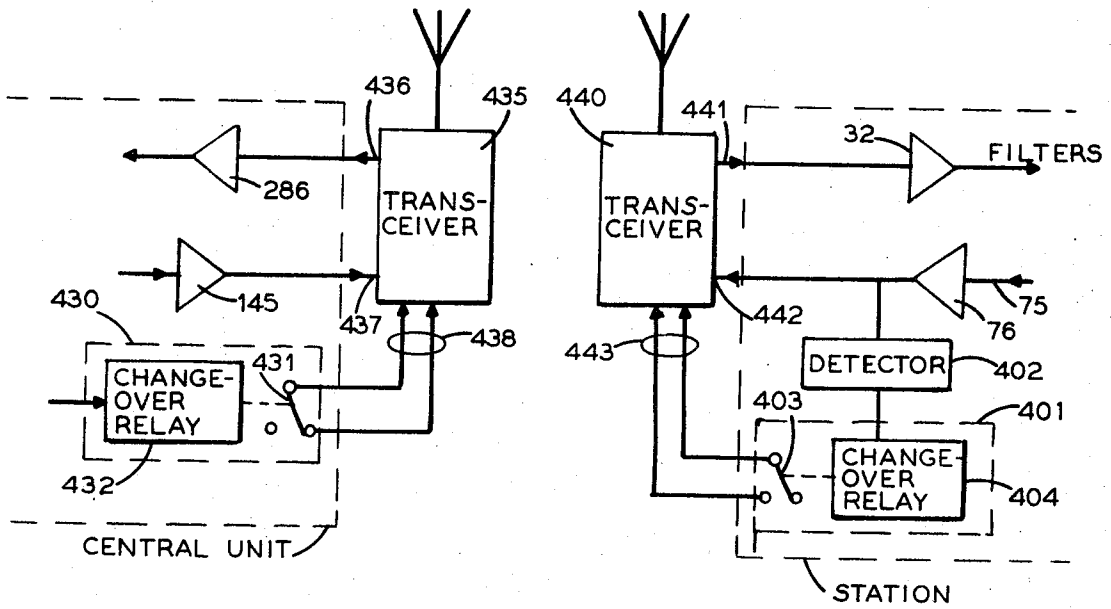 436
435
440
441
32
FILTERS
286
TRANS-
CEIVER
TRANS-
CEIVER
145
437
442
75
76
430
438
443
DETECTOR
402
431
CHANGE-
OVER
RELAY
432
403
401
CHANGE-
OVER
RELAY
404
CENTRAL UNIT
STATION